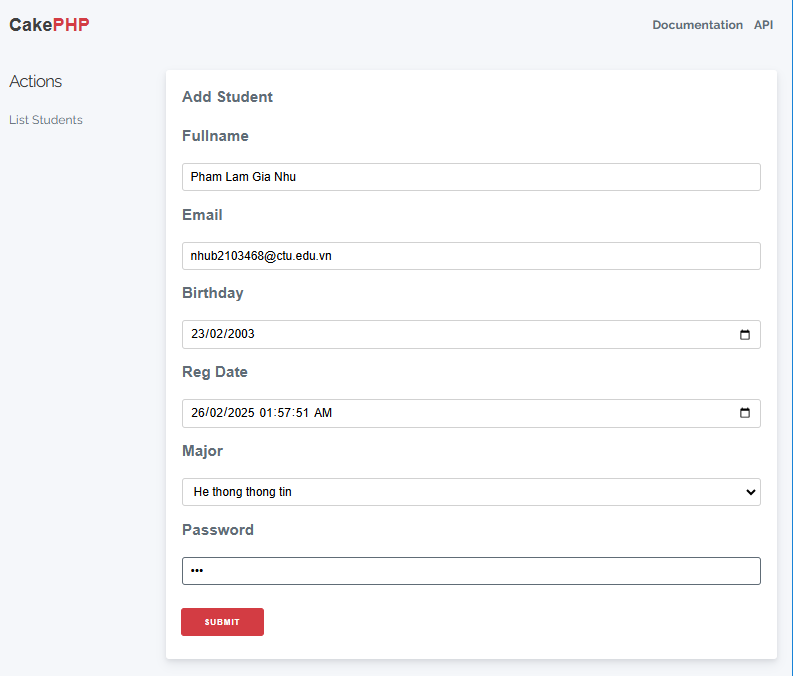 CakePHP
Documentation API
Actions
List Students
Add Student
Fullname
Pham Lam Gia Nhu
Email
nhub2103468@ctu.edu.vn
Birthday
23/02/2003
Reg Date
26/02/2025 01:57:51 AM
Major
He thong thong tin
Password
•••
SUBMIT